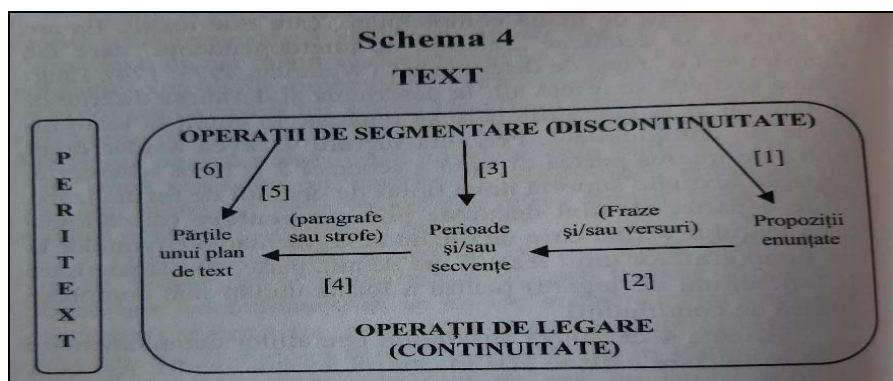 Schema 4
TEXT
PERITEXT
OPERAȚII DE SEGMENTARE (DISCONTINUITATE)
[6]
[5]
[3]
[1]
Părțile
unui plan
de text
(paragrafe
sau strofe)
[4]
Perioade
și/sau
secvențe
(Fraze
și/sau versuri)
[2]
Propoziții
enunțate
OPERAȚII DE LEGARE
(CONTINUITATE)